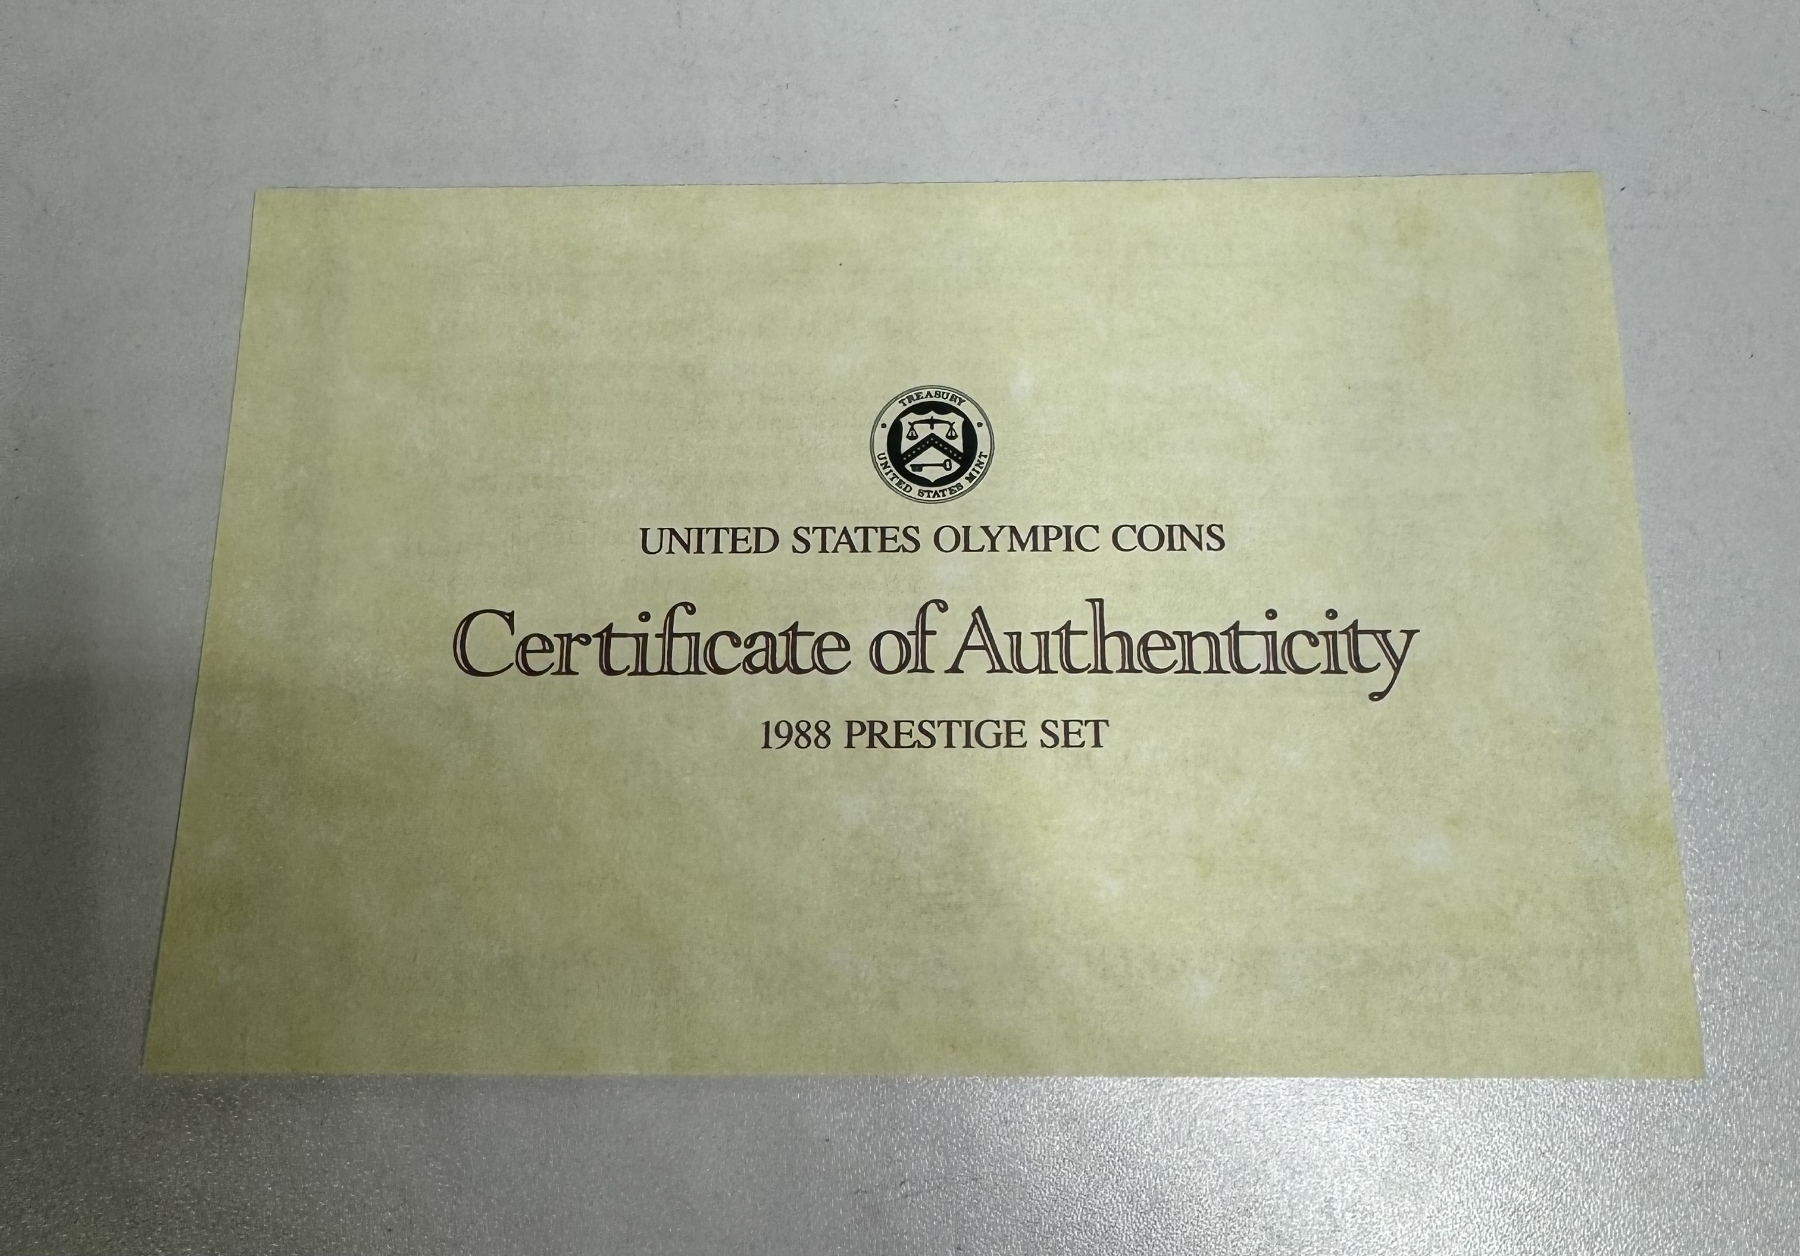 TREASURY
UNITED STATES MINT
UNITED STATES OLYMPIC COINS
Certificate of Authenticity
1988 PRESTIGE SET